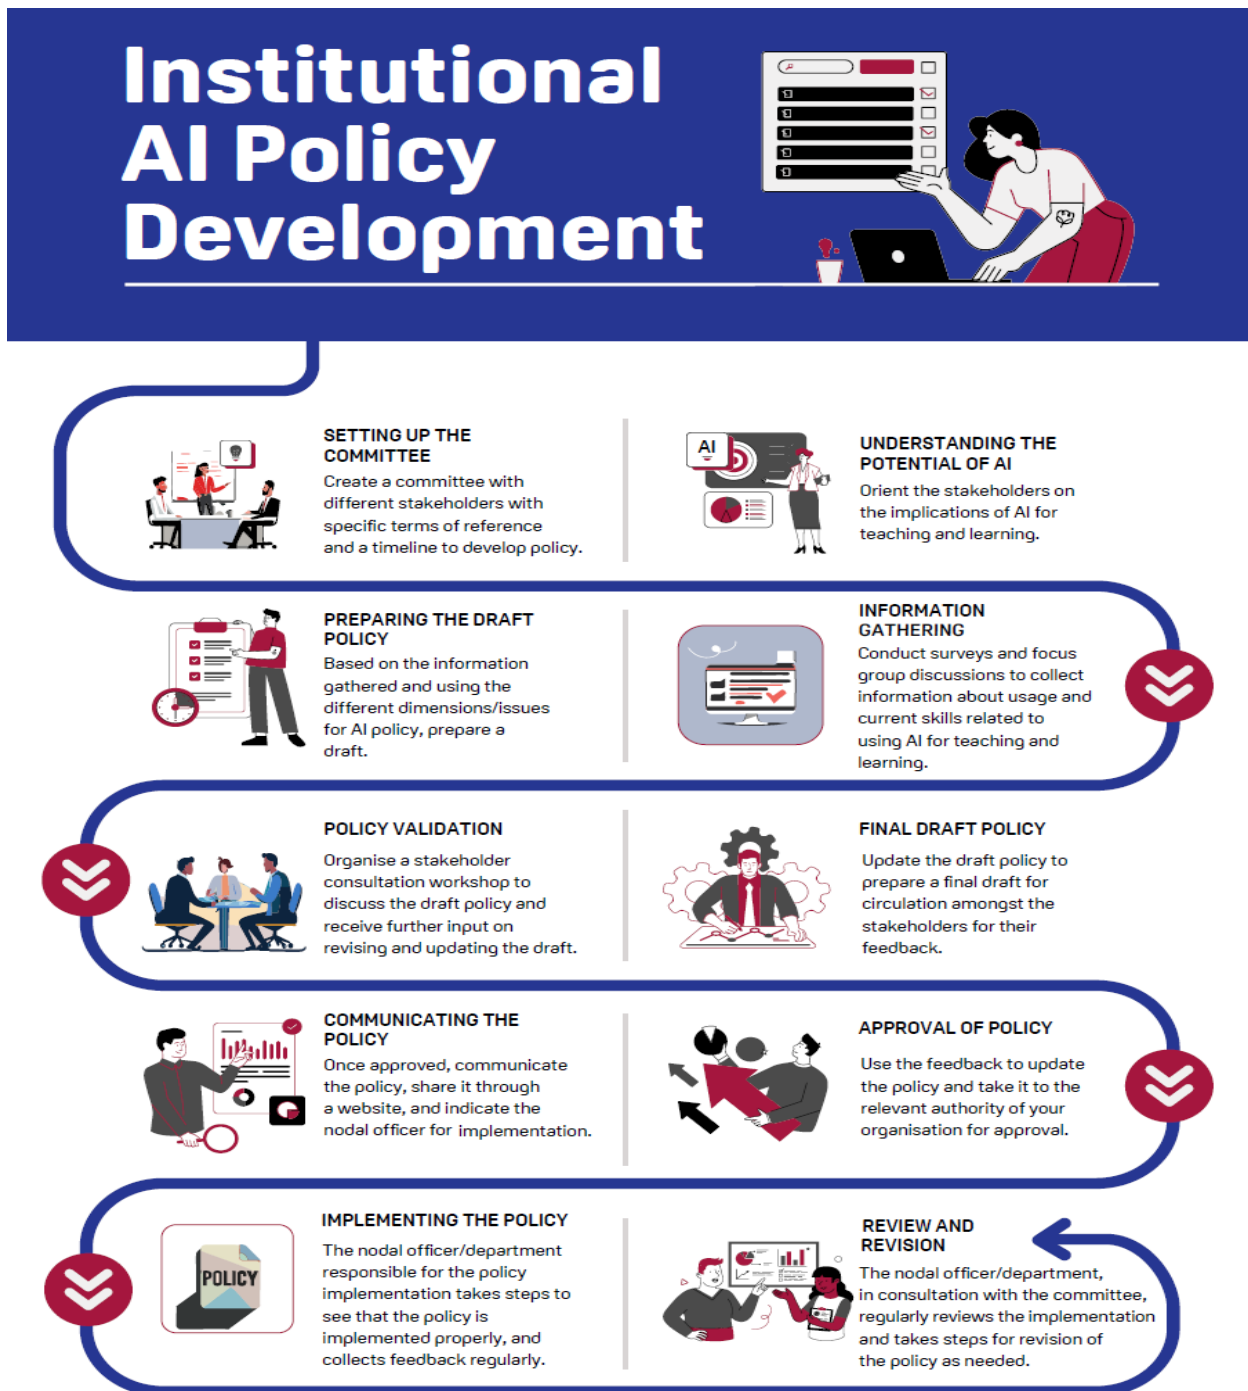 Institutional
AI Policy
Development
SETTING UP THE
COMMITTEE
Create a committee with
different stakeholders with
specific terms of reference
and a timeline to develop policy.
AI
UNDERSTANDING THE
POTENTIAL OF AI
Orient the stakeholders on
the implications of AI for
teaching and learning.
INFORMATION
GATHERING
Conduct surveys and focus
group discussions to collect
information about usage and
current skills related to
using AI for teaching and
learning.
PREPARING THE DRAFT
POLICY
Based on the information
gathered and using the
different dimensions/issues
for AI policy, prepare a
draft.
POLICY VALIDATION
Organise a stakeholder
consultation workshop to
discuss the draft policy and
receive further input on
revising and updating the draft.
FINAL DRAFT POLICY
Update the draft policy to
prepare a final draft for
circulation amongst the
stakeholders for their
feedback.
APPROVAL OF POLICY
Use the feedback to update
the policy and take it to the
relevant authority of your
organisation for approval.
COMMUNICATING THE
POLICY
Once approved, communicate
the policy, share it through
a website, and indicate the
nodal officer for implementation.
POLICY
IMPLEMENTING THE POLICY
The nodal officer/department
responsible for the policy
implementation takes steps to
see that the policy is
implemented properly, and
collects feedback regularly.
REVIEW AND
REVISION
The nodal officer/department,
in consultation with the committee,
regularly reviews the implementation
and takes steps for revision of
the policy as needed.